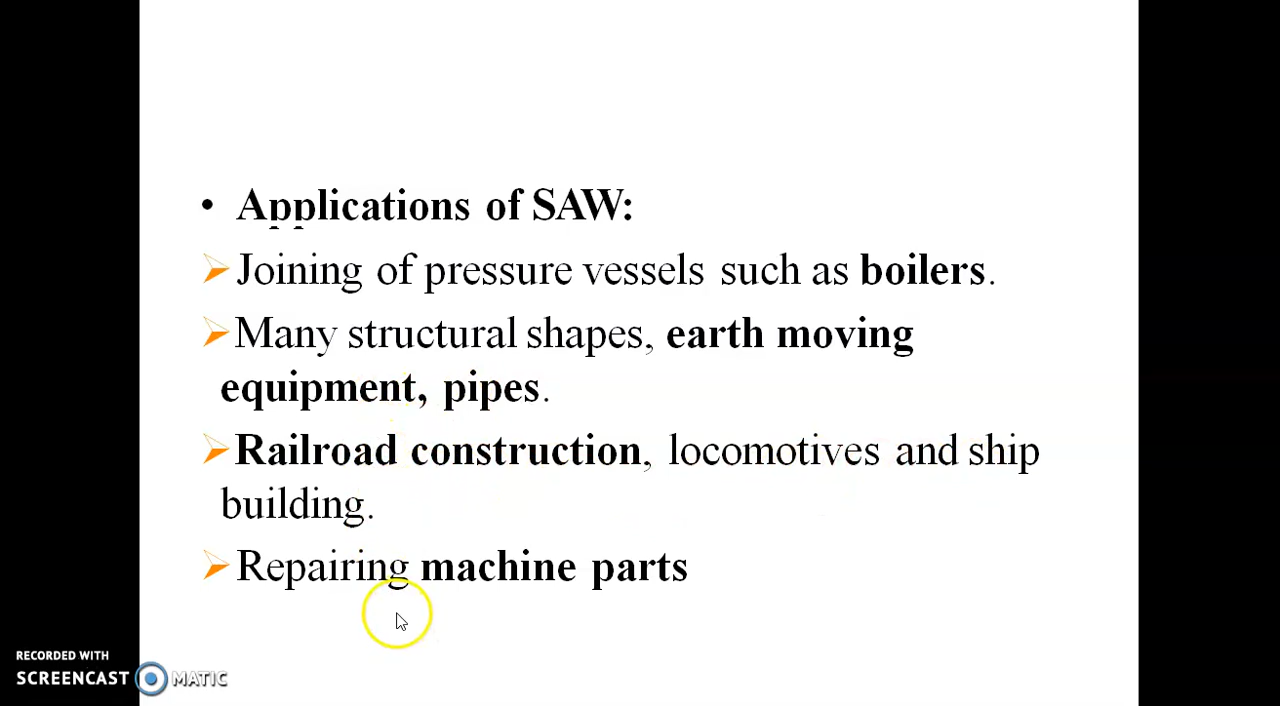 • Applications of SAW:
➢Joining of pressure vessels such as boilers.
➢Many structural shapes, earth moving
equipment, pipes.
➢Railroad construction, locomotives and ship
building.
➢Repairing machine parts
RECORDED WITH
SCREENCAST MATIC